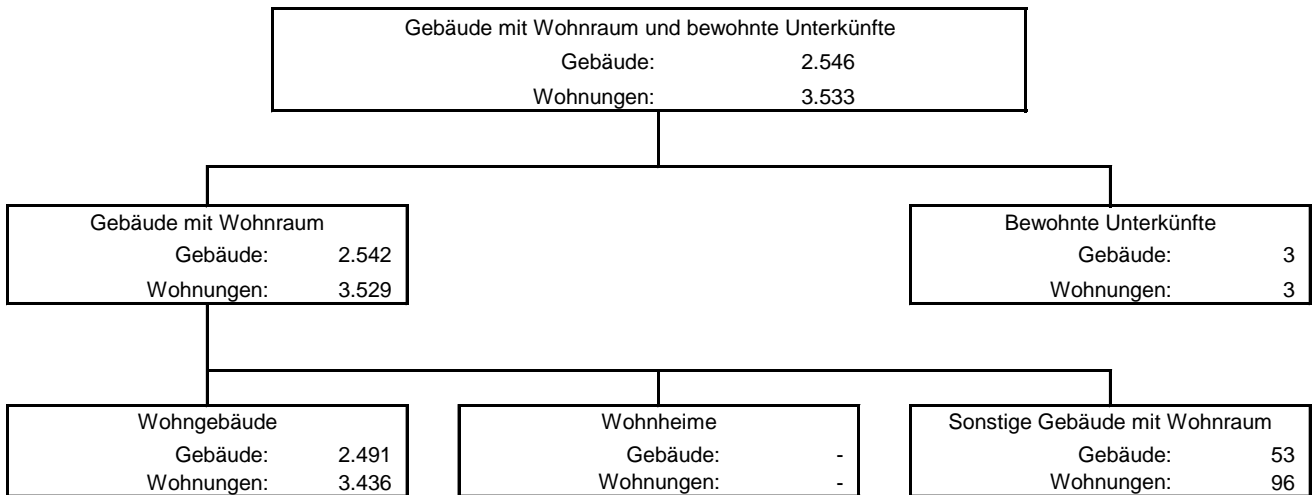 Gebäude mit Wohnraum und bewohnte Unterkünfte
Gebäude: 2.546
Wohnungen: 3.533
Gebäude mit Wohnraum
Gebäude: 2.542
Wohnungen: 3.529
Bewohnte Unterkünfte
Gebäude: 3
Wohnungen: 3
Wohngebäude
Gebäude: 2.491
Wohnungen: 3.436
Wohnheime
Gebäude: -
Wohnungen: -
Sonstige Gebäude mit Wohnraum
Gebäude: 53
Wohnungen: 96